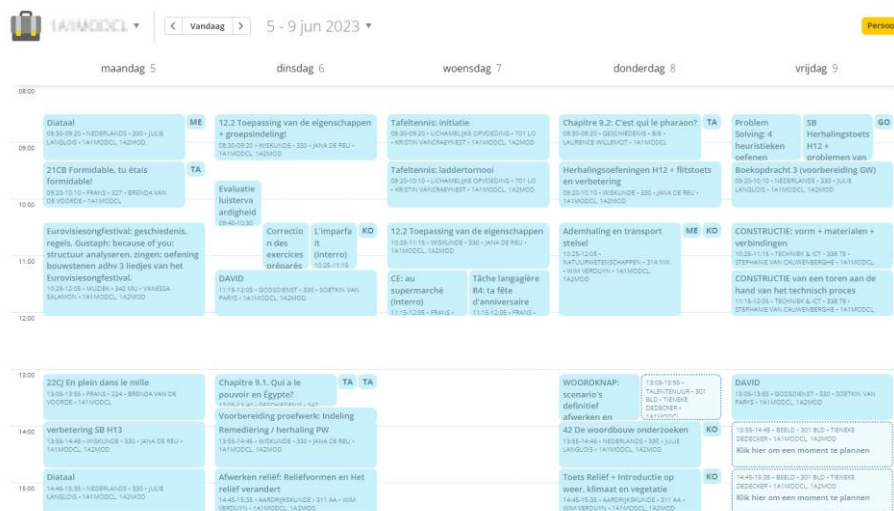 Vandaag
5 - 9 jun 2023
Persoo
maandag 5
dinsdag 6
woensdag 7
donderdag 8
vrijdag 9
08:00
09:00
10:00
11:00
12:00
13:00
14:00
15:00
Diataal
ME
08:30-09:20 • NEDERLANDS • 330 • JULIE
LANGLOIS • 1A1MODCL, 1A2MOD
21CB Formidable, tu étais
formidable!
TA
09:20-10:10 • FRANS • 327 • BRENDA VAN
DE VOORDE • 1A1MODCL
Eurovisiesongfestival: geschiedenis,
regels, Gustaph: because of you:
structuur analyseren, zingen: oefening
bouwstenen adhv 3 liedjes van het
Eurovisiesongfestival.
10:25-12:05 • MUZIEK • 342 MU • VANESSA
SALAMON • 1A1MODCL, 1A2MOD
22CJ En plein dans le mille
13:05-13:55 • FRANS • 224 • BRENDA VAN DE
VOORDE • 1A1MODCL
verbetering SB H13
13:55-14:45 • WISKUNDE • 330 • JANA DE REU •
1A1MODCL, 1A2MOD
Diataal
14:45-15:35 • NEDERLANDS • 330 • JULIE
LANGLOIS • 1A1MODCL, 1A2MOD
12.2 Toepassing van de eigenschappen
+ groepsindeling!
08:30-09:20 • WISKUNDE • 330 • JANA DE REU •
1A1MODCL, 1A2MOD
Evaluatie
luisterva
ardigheid
09:40-10:30
Correctio
n des
exercices
préparés
L'imparfa
it
(interro)
10:25-11:15
KO
DAVID
11:15-12:05 • GODSDIENST • 330 • SOETKIN VAN
PARYS • 1A1MODCL, 1A2MOD
Chapitre 9.1. Qui a le
pouvoir en Égypte?
TA
TA
Voorbereiding proefwerk: Indeling
Remediëring / herhaling PW
13:55-14:45 • WISKUNDE • 330 • JANA DE REU •
1A1MODCL, 1A2MOD
Afwerken reliëf: Reliëfvormen en Het
reliëf verandert
14:45-15:35 • AARDRIJKSKUNDE • 311 AA • WIM
VERDUYN • 1A1MODCL, 1A2MOD
Tafeltennis: initiatie
08:30-09:20 • LICHAMELIJKE OPVOEDING • 701 LO
• KRISTIN VANCRAEYNEST • 1A1MODCL, 1A2MOD
Tafeltennis: laddertornooi
09:20-10:10 • LICHAMELIJKE OPVOEDING • 701 LO
• KRISTIN VANCRAEYNEST • 1A1MODCL, 1A2MOD
12.2 Toepassing van de eigenschappen
10:25-11:15 • WISKUNDE • 330 • JANA DE REU •
1A1MODCL, 1A2MOD
CE: au
supermarché
(interro)
11:15-12:05 • FRANS •
Tâche langagière
R4: ta fête
d'anniversaire
11:15-12:05 • FRANS •
Chapitre 9.2: C'est qui le pharaon?
TA
08:30-09:20 • GESCHIEDENIS • BIB •
LAURENCE WILLEMOT • 1A1MODCL
Herhalingsoefeningen H12 + flitstoets
en verbetering
09:20-10:10 • WISKUNDE • 330 • JANA DE REU •
1A1MODCL, 1A2MOD
Ademhaling en transport
stelsel
ME
KO
10:25-12:05 •
NATUURWETENSCHAPPEN • 314 NW
• WIM VERDUYN • 1A1MODCL,
1A2MOD
WOORDKNAP:
scenario's
definitief
afwerken en
13:05-13:55 •
TALENTENUUR • 301
BLD • TIENEKE
DEDECKER •
1A1MODCL
42 De woordbouw onderzoeken
KO
13:55-14:45 • NEDERLANDS • 330 • JULIE
LANGLOIS • 1A1MODCL, 1A2MOD
Toets Reliëf + Introductie op
weer, klimaat en vegetatie
KO
14:45-15:35 • AARDRIJKSKUNDE • 311 AA •
WIM VERDUYN • 1A1MODCL, 1A2MOD
Problem
Solving: 4
heuristieken
oefenen
SB
Herhalingstoets
H12 +
problemen van
GO
Boekopdracht 3 (voorbereiding GW)
09:20-10:10 • NEDERLANDS • 330 • JULIE
LANGLOIS • 1A1MODCL, 1A2MOD
CONSTRUCTIE: vorm + materialen +
verbindingen
10:25-11:15 • TECHNIEK & ICT • 338 TE •
STEPHANIE VAN CAUWENBERGHE • 1A1MODCL
CONSTRUCTIE van een toren aan de
hand van het technisch proces
11:15-12:05 • TECHNIEK & ICT • 338 TE •
STEPHANIE VAN CAUWENBERGHE • 1A1MODCL
DAVID
13:05-13:55 • GODSDIENST • 330 • SOETKIN VAN
PARYS • 1A1MODCL, 1A2MOD
13:55-14:45 • BEELD • 301 BLD • TIENEKE
DEDECKER • 1A1MODCL, 1A2MOD
Klik hier om een moment te plannen
14:45-15:35 • BEELD • 301 BLD • TIENEKE
DEDECKER • 1A1MODCL, 1A2MOD
Klik hier om een moment te plannen